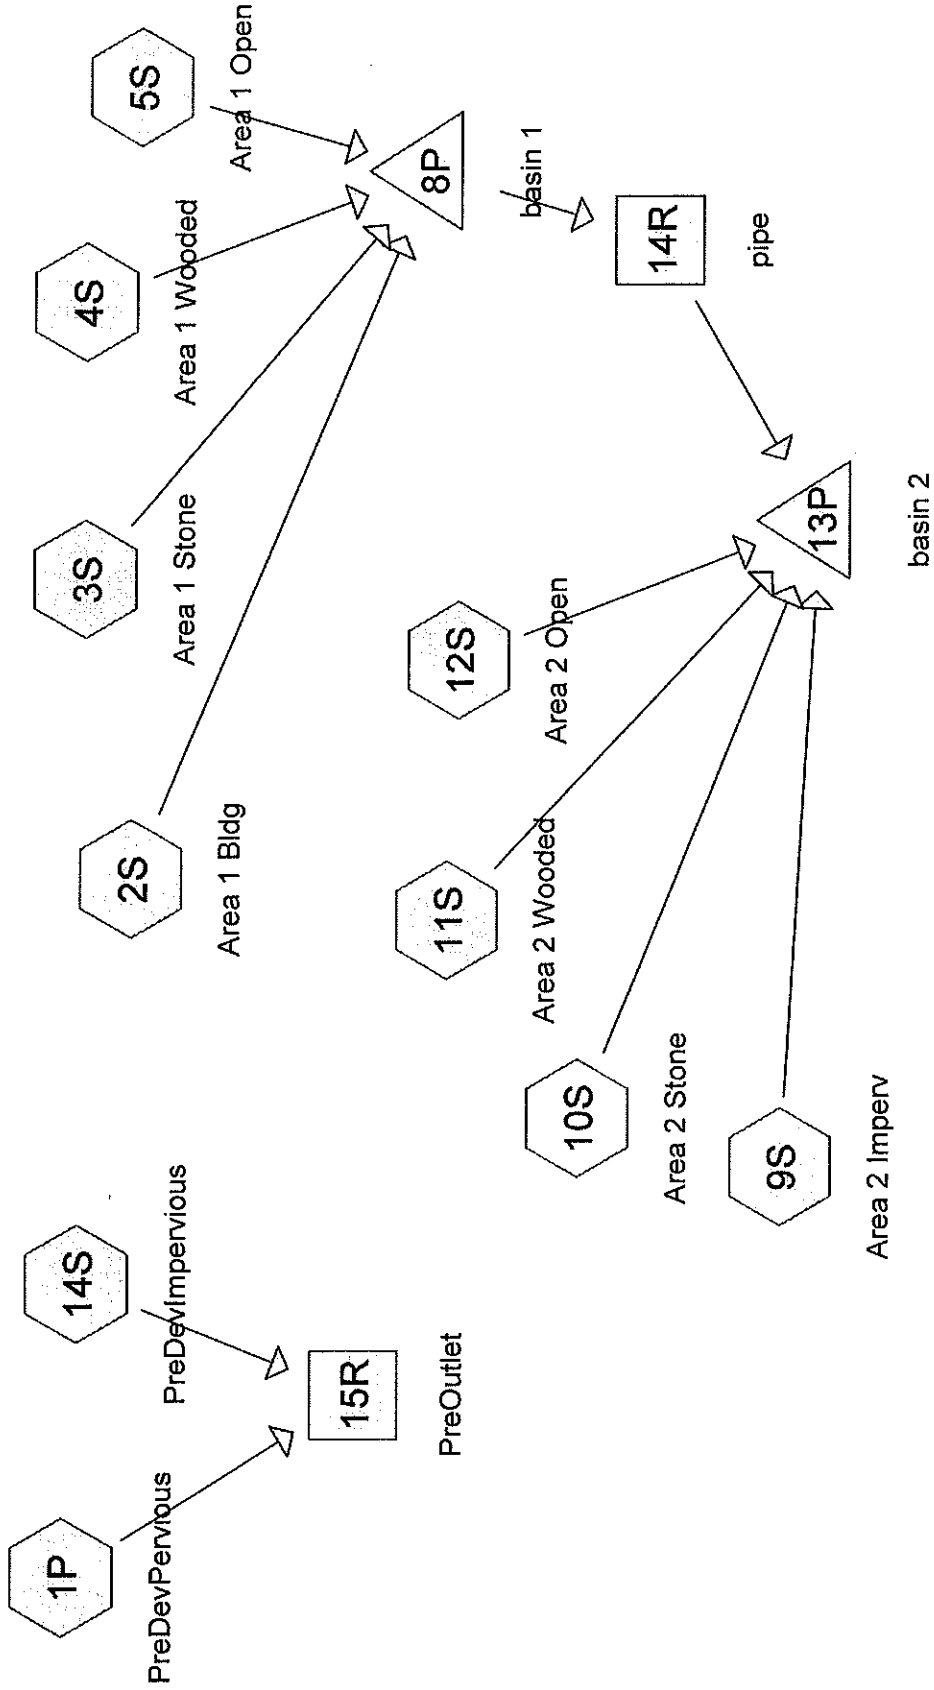 1P
PreDevPervious
14S
PreDevImpervious
15R
PreOutlet
2S
Area 1 Bldg
3S
Area 1 Stone
4S
Area 1 Wooded
5S
Area 1 Open
8P
basin 1
14R
pipe
9S
Area 2 Imperv
10S
Area 2 Stone
11S
Area 2 Wooded
12S
Area 2 Open
13P
basin 2